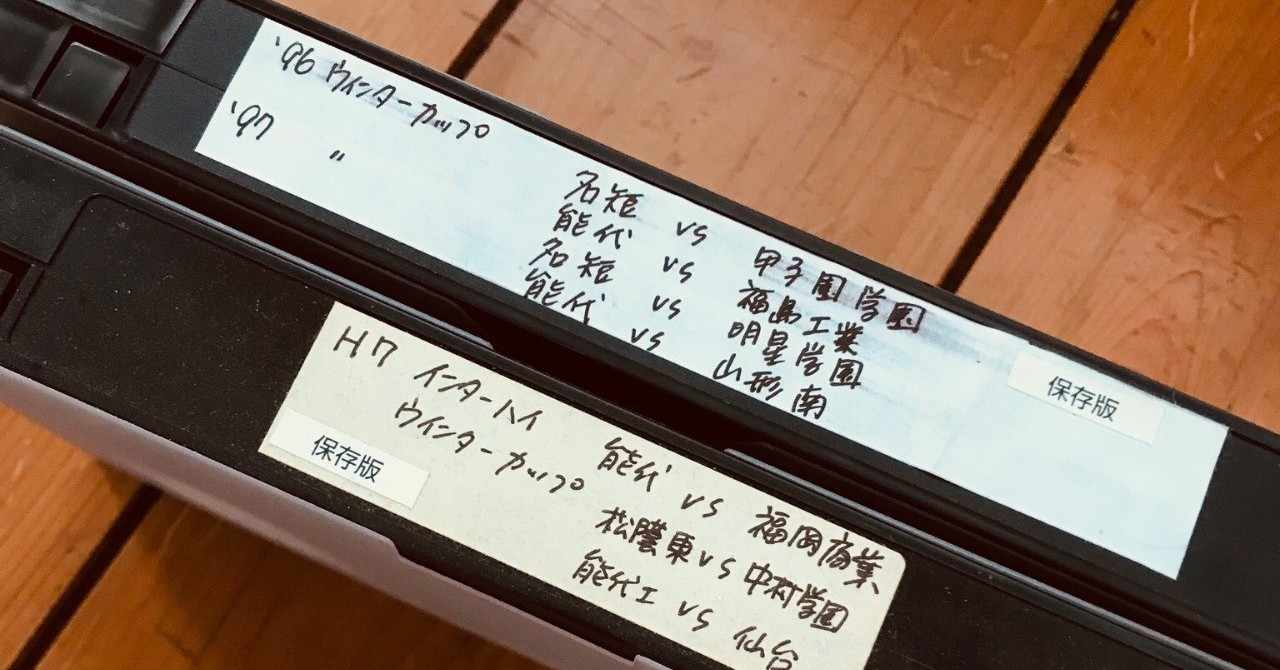 '96 ウインターカップ
'97 〃
名短 vs 甲子園学園
能代 vs 福島工業
名短 vs 明星学園
能代 vs 山形南
保存版
H7 インターハイ 能代 vs 福岡商業
ウインターカップ 松蔭東 vs 中村学園
能代工 vs 仙台
保存版